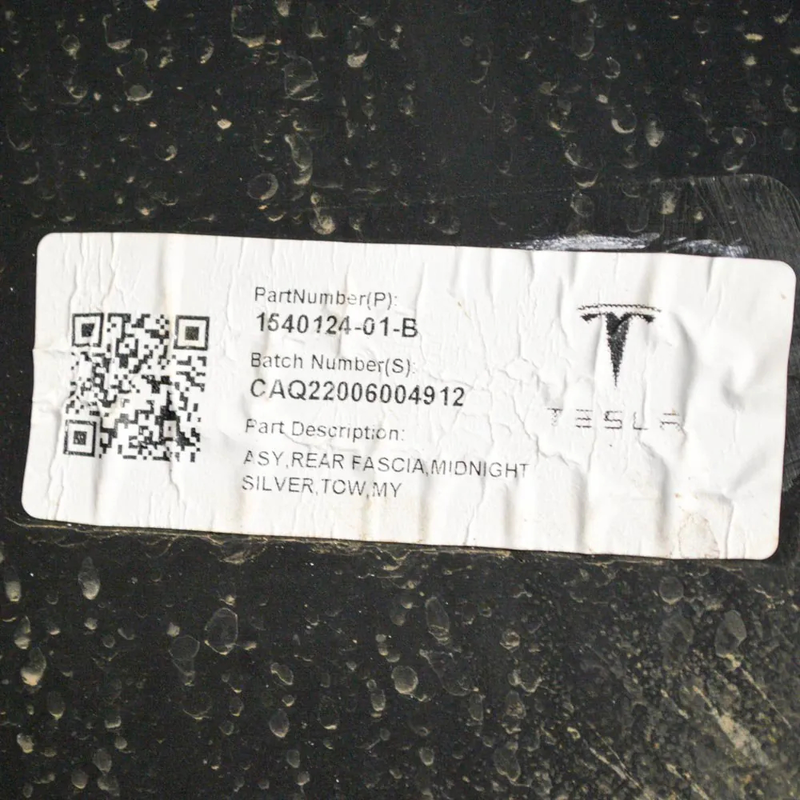 PartNumber(P):
1540124-01-B
Batch Number(S):
CAQ22006004912
Part Description:
ASY,REAR FASCIA,MIDNIGHT
SILVER,TOW,MY
TESLA